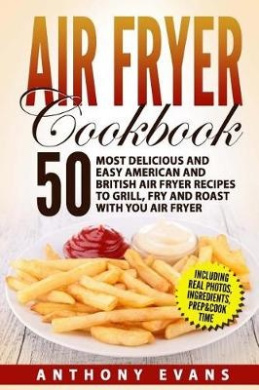 AIR FRYER
Cookbook
50
MOST DELICIOUS AND
EASY AMERICAN AND
BRITISH AIR FRYER RECIPES
TO GRILL, FRY AND ROAST
WITH YOU AIR FRYER
INCLUDING
REAL PHOTOS,
INGREDIENTS,
PREP&COOK
TIME
ANTHONY EVANS